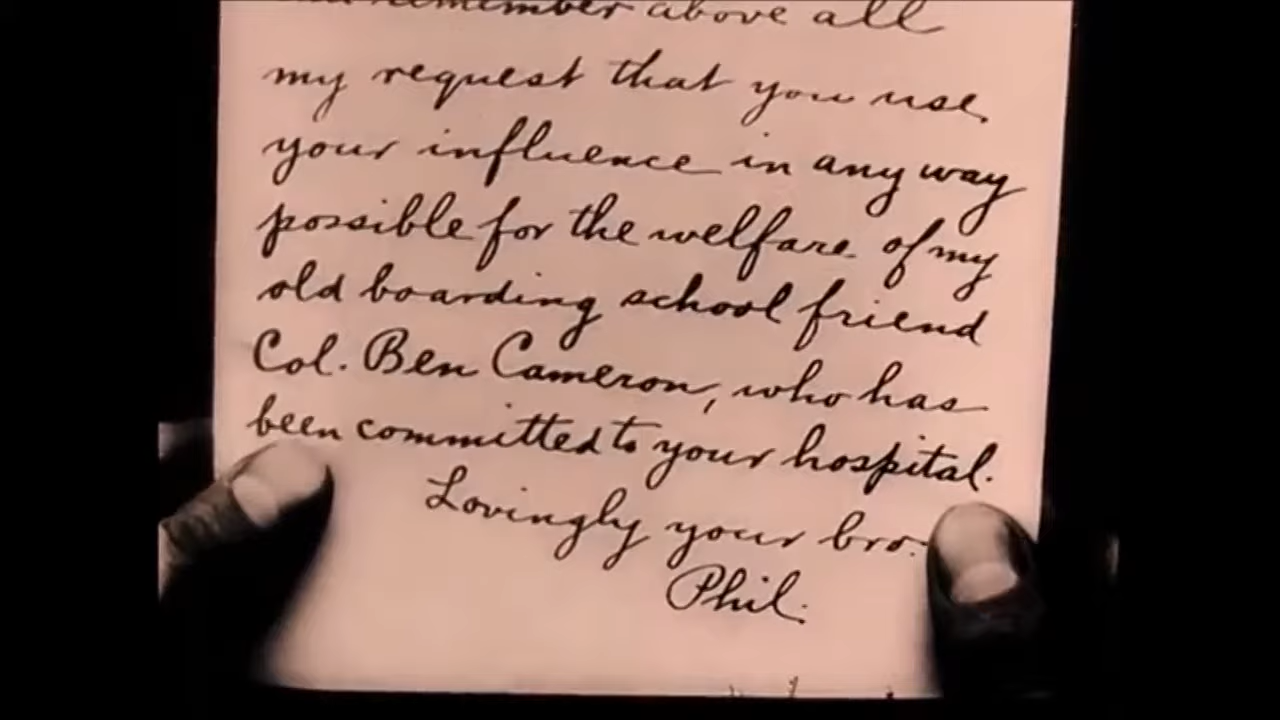 remember above all
my request that you use
your influence in any way
possible for the welfare of my
old boarding school friend
Col. Ben Cameron, who has
been committed to your hospital.
Lovingly your bro.
Phil.